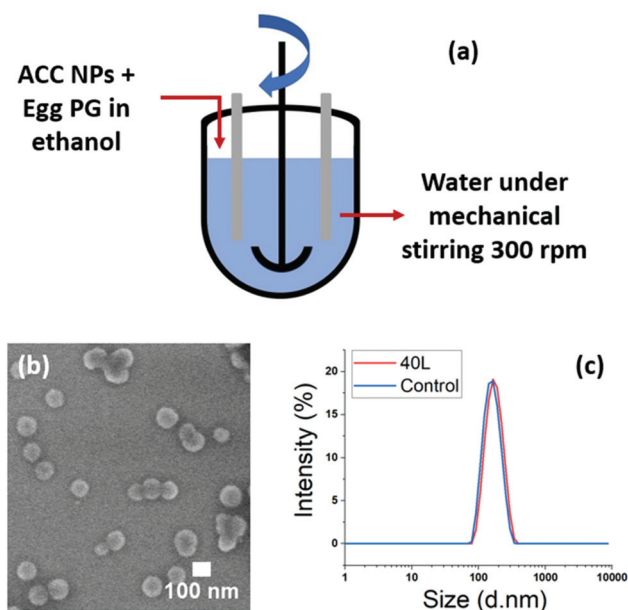 (a)
ACC NPs +
Egg PG in
ethanol
Water under
mechanical
stirring 300 rpm
(b)
100 nm
(c)
40L
Control
Intensity (%)
20
15
10
5
0
1
10
100
1000
10000
Size (d.nm)